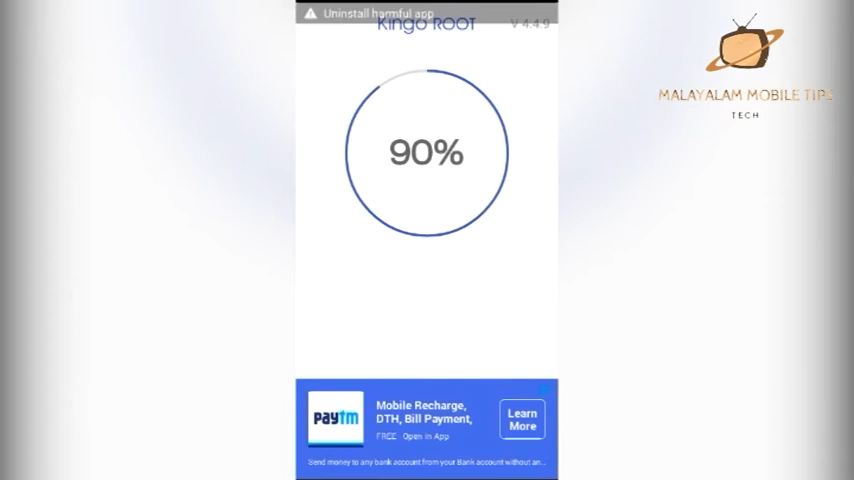 Uninstall harmful app
Kingo ROOT
V 4.4.9
MALAYALAM MOBILE TIPS
TECH
90%
paytm
Mobile Recharge,
DTH, Bill Payment,
FREE Open in App
Learn
More
Send money to any bank account from your Bank account without an...